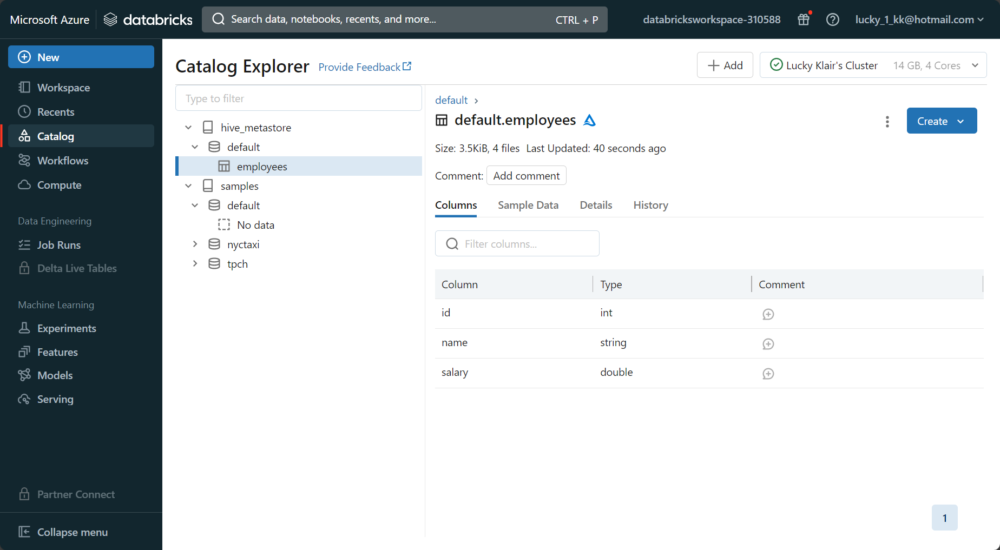 Microsoft Azure databricks Search data, notebooks, recents, and more... CTRL + P databricksworkspace-310588 lucky_1_kk@hotmail.com
New
Workspace
Recents
Catalog
Workflows
Compute
Data Engineering
Job Runs
Delta Live Tables
Machine Learning
Experiments
Features
Models
Serving
Partner Connect
Collapse menu
Catalog Explorer Provide Feedback
Add Lucky Klair's Cluster 14 GB, 4 Cores
Type to filter
hive_metastore
default
employees
samples
default
No data
nyctaxi
tpch
default
default.employees
Create
Size: 3.5KiB, 4 files Last Updated: 40 seconds ago
Comment: Add comment
Columns Sample Data Details History
Filter columns...
Column Type Comment
id int
name string
salary double
1